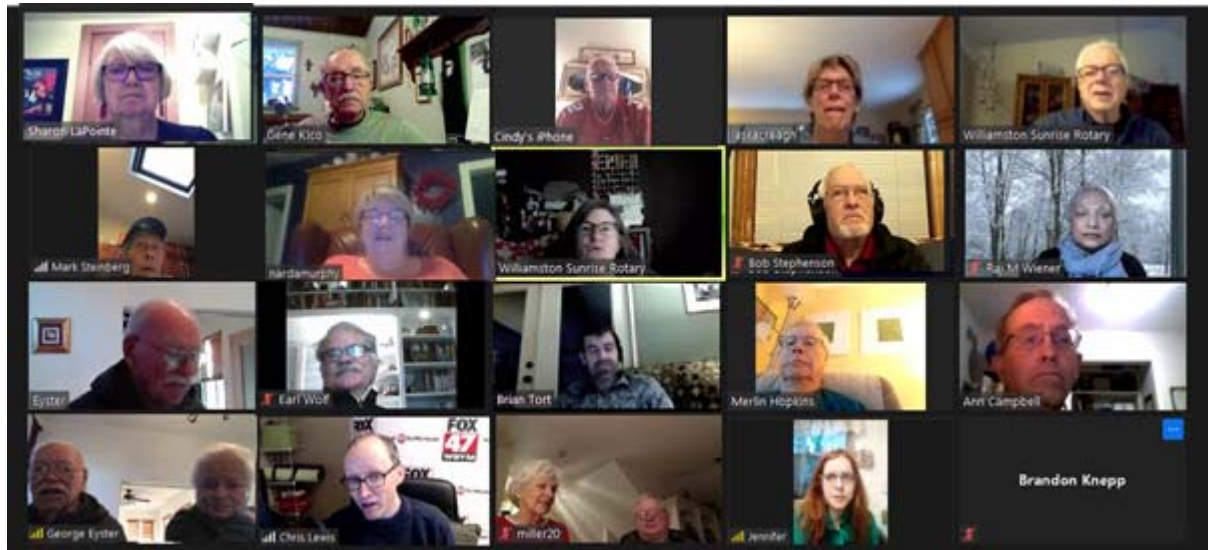 Sharon LaPointe
Gene Kico
Cindy's iPhone
Williamston Sunrise Rotary
Mark Steinberg
nardamurphy
Williamston Sunrise Rotary
Bob Stephenson
Raj M Wiener
Eyster
Earl Wolf
Brian Tort
Merlin Hopkins
Ann Campbell
George Eyster
FOX
47
Chris Lewis
miller20
Jennifer
Brandon Knepp